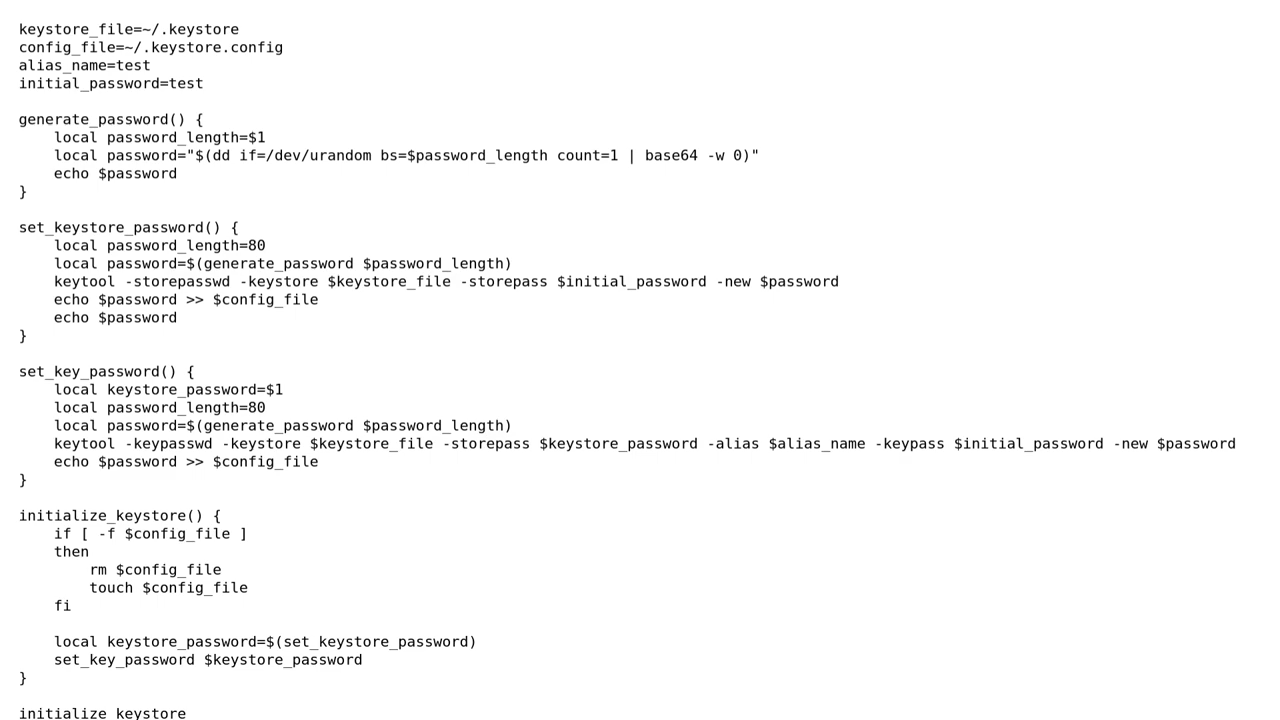 keystore_file=~/.keystore
config_file=~/.keystore.config
alias_name=test
initial_password=test

generate_password() {
    local password_length=$1
    local password="$(dd if=/dev/urandom bs=$password_length count=1 | base64 -w 0)"
    echo $password
}

set_keystore_password() {
    local password_length=80
    local password=$(generate_password $password_length)
    keytool -storepasswd -keystore $keystore_file -storepass $initial_password -new $password
    echo $password >> $config_file
    echo $password
}

set_key_password() {
    local keystore_password=$1
    local password_length=80
    local password=$(generate_password $password_length)
    keytool -keypasswd -keystore $keystore_file -storepass $keystore_password -alias $alias_name -keypass $initial_password -new $password
    echo $password >> $config_file
}

initialize_keystore() {
    if [ -f $config_file ]
    then
        rm $config_file
        touch $config_file
    fi

    local keystore_password=$(set_keystore_password)
    set_key_password $keystore_password
}

initialize_keystore